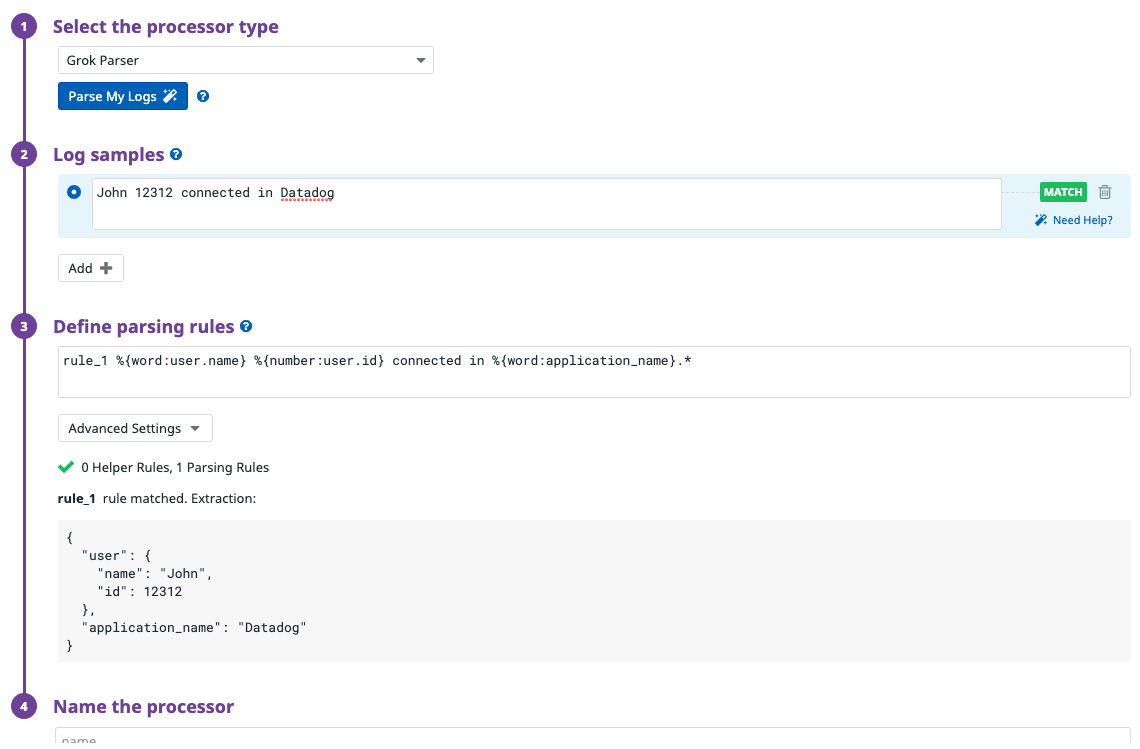 1 Select the processor type
Grok Parser
Parse My Logs ?
2 Log samples ?
John 12312 connected in Datadog
MATCH
Need Help?
Add +
3 Define parsing rules ?
rule_1 %{word:user.name} %{number:user.id} connected in %{word:application_name}.*
Advanced Settings
0 Helper Rules, 1 Parsing Rules
rule_1 rule matched. Extraction:
{
"user": {
"name": "John",
"id": 12312
},
"application_name": "Datadog"
}
4 Name the processor
name